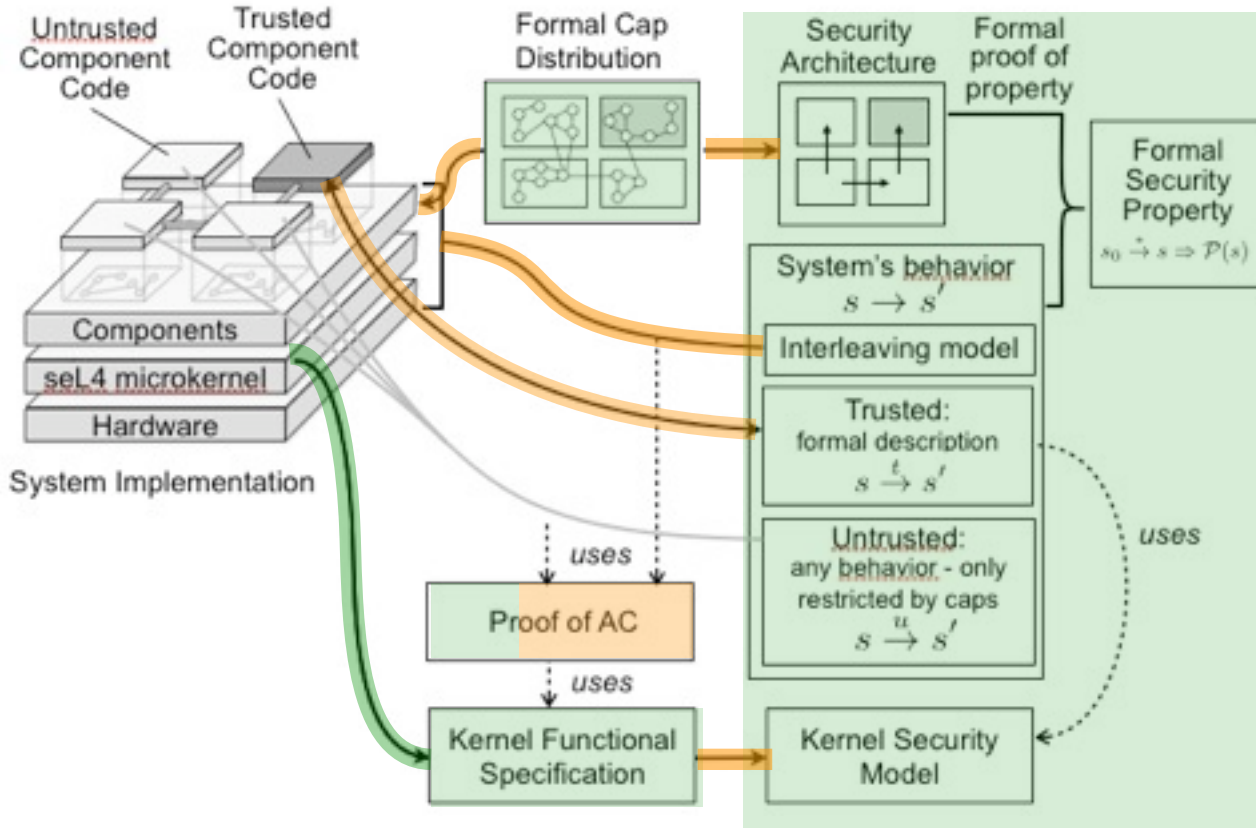 Untrusted
Component
Code
Trusted
Component
Code
Formal Cap
Distribution
Security
Architecture
Formal
proof of
property
Formal
Security
Property
s₀ →* s ⇒ P(s)
System's behavior
s → s′
Interleaving model
Trusted:
formal description
s →ᵗ s′
Untrusted:
any behavior - only
restricted by caps
s →ᵘ s′
uses
Components
seL4 microkernel
Hardware
System Implementation
uses
Proof of AC
uses
Kernel Functional
Specification
Kernel Security
Model